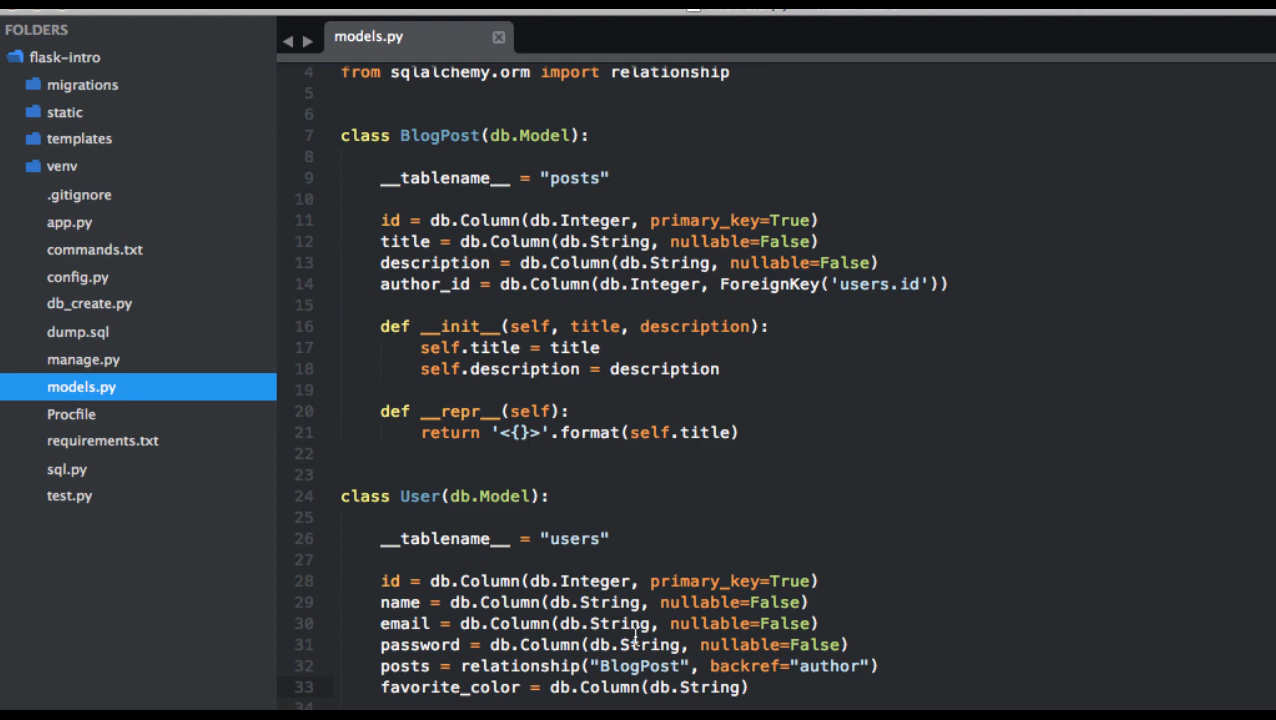 FOLDERS
flask-intro
migrations
static
templates
venv
.gitignore
app.py
commands.txt
config.py
db_create.py
dump.sql
manage.py
models.py
Procfile
requirements.txt
sql.py
test.py
models.py
4 from sqlalchemy.orm import relationship
5
6
7 class BlogPost(db.Model):
8
9     __tablename__ = "posts"
10
11     id = db.Column(db.Integer, primary_key=True)
12     title = db.Column(db.String, nullable=False)
13     description = db.Column(db.String, nullable=False)
14     author_id = db.Column(db.Integer, ForeignKey('users.id'))
15
16     def __init__(self, title, description):
17         self.title = title
18         self.description = description
19
20     def __repr__(self):
21         return '<{}>'.format(self.title)
22
23
24 class User(db.Model):
25
26     __tablename__ = "users"
27
28     id = db.Column(db.Integer, primary_key=True)
29     name = db.Column(db.String, nullable=False)
30     email = db.Column(db.String, nullable=False)
31     password = db.Column(db.String, nullable=False)
32     posts = relationship("BlogPost", backref="author")
33     favorite_color = db.Column(db.String)
34